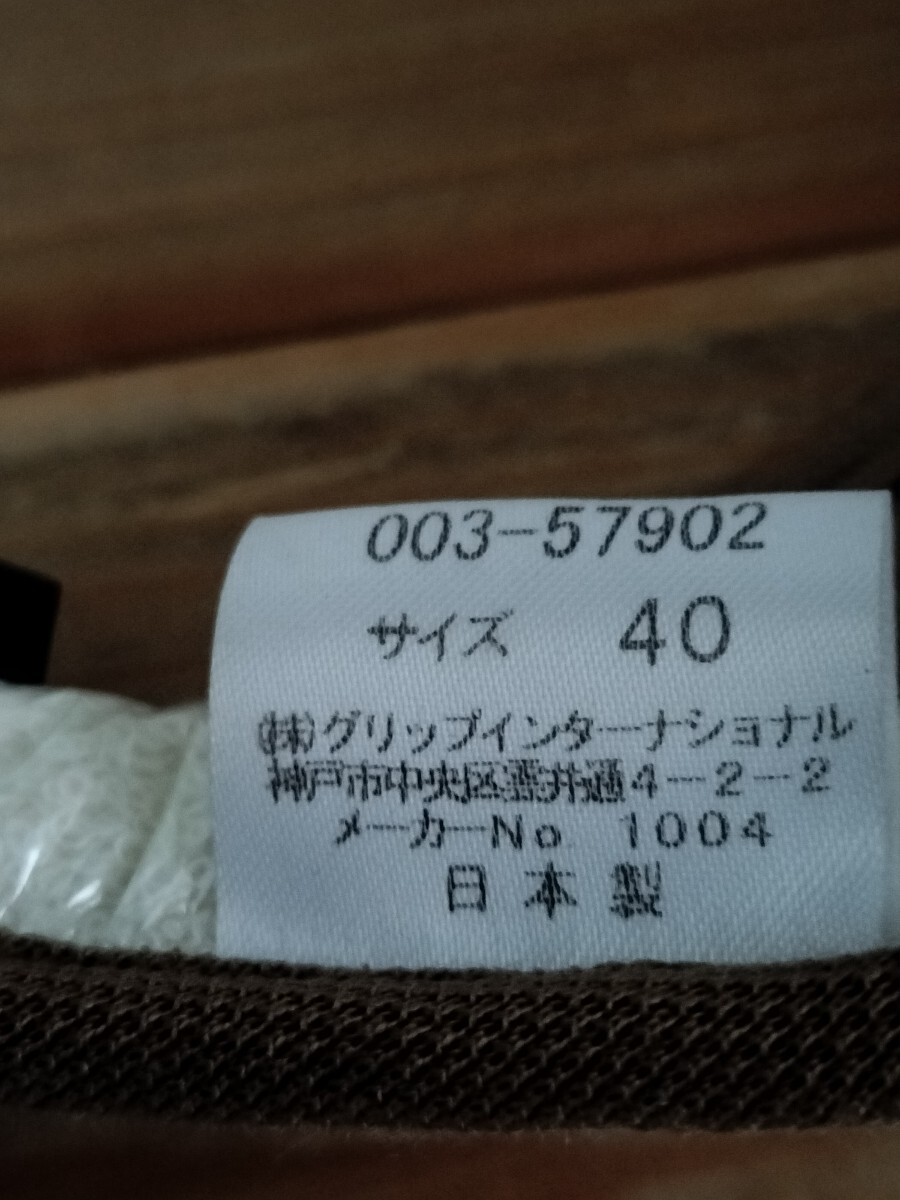 003-57902
サイズ 40
(株)グリップインターナショナル
神戸市中央区雲井通4-2-2
メーカーNo 1004
日本製